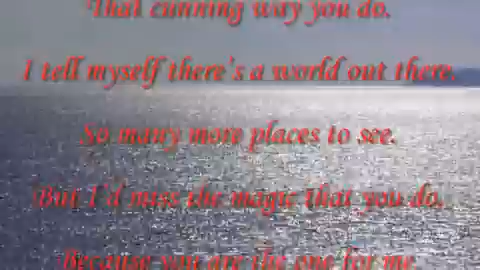 That cunning way you do.
I tell myself there's a world out there.
So many more places to see.
But I'd miss the magic that you do.
Because you are the one for me